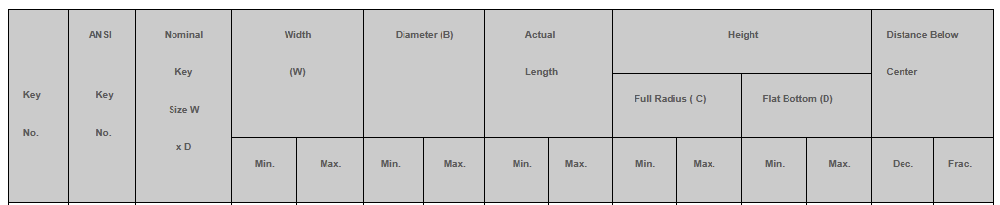 Key
No.
ANSI
Key
No.
Nominal
Key
Size W
x D
Width
(W)
Diameter (B)
Actual
Length
Height
Distance Below
Center
Full Radius ( C)
Flat Bottom (D)
Min.
Max.
Min.
Max.
Min.
Max.
Min.
Max.
Min.
Max.
Dec.
Frac.